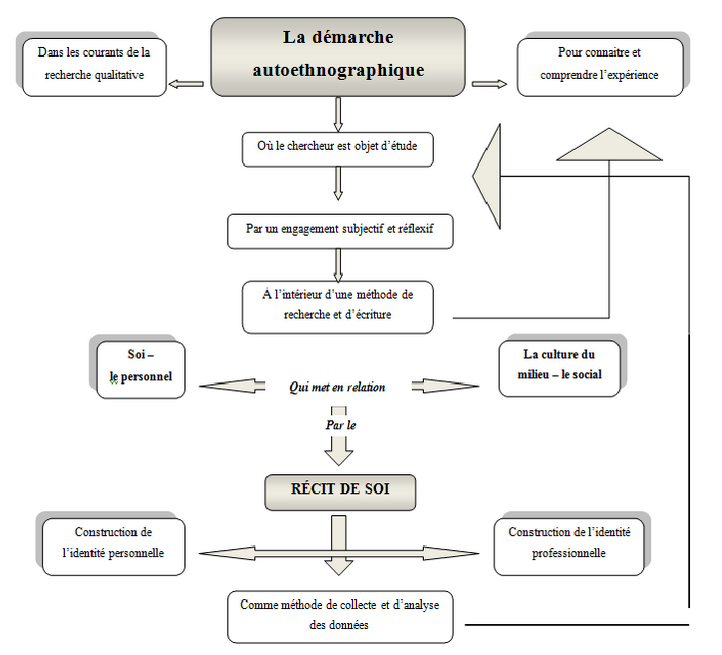 La démarche
autoethnographique
Dans les courants de la
recherche qualitative
Pour connaitre et
comprendre l’expérience
Où le chercheur est objet d’étude
Par un engagement subjectif et réflexif
À l’intérieur d’une méthode de
recherche et d’écriture
Soi –
le personnel
Qui met en relation
La culture du
milieu – le social
Par le
RÉCIT DE SOI
Construction de
l’identité personnelle
Construction de l’identité
professionnelle
Comme méthode de collecte et d’analyse
des données